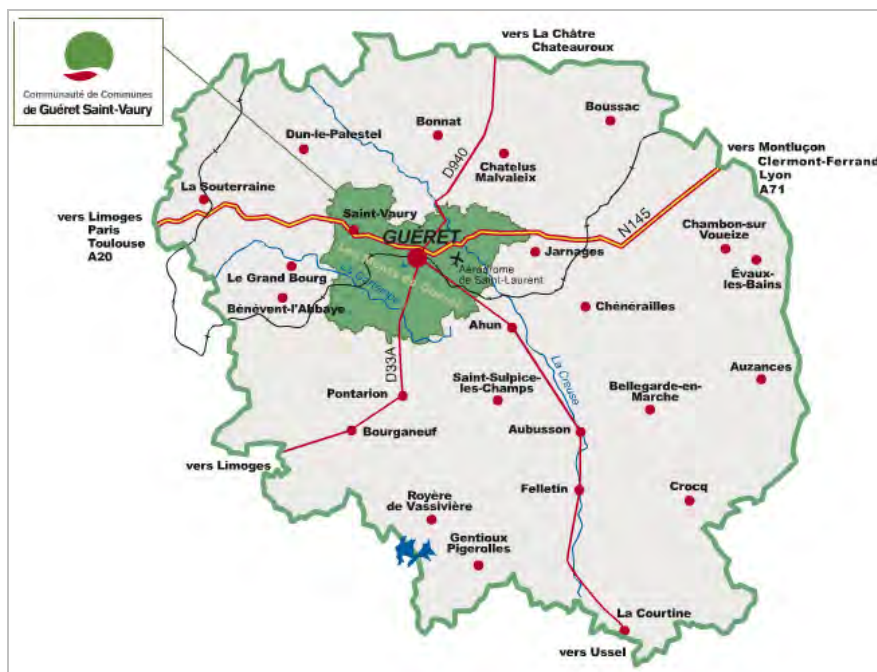 Communauté de Communes
de Guéret Saint-Vaury
vers La Châtre
Chateauroux
Boussac
Bonnat
Dun-le-Palestel
D940
Chatelus
Malvaleix
vers Montluçon
Clermont-Ferrand
Lyon
A71
La Souterraine
vers Limoges
Paris
Toulouse
A20
Saint-Vaury
GUÉRET
N145
Chambon-sur
Voueize
Jarnages
Évaux-
les-Bains
Aérodrome
de Saint-Laurent
Les Monts de Guéret
La Gartempe
Le Grand Bourg
Bénévent-l'Abbaye
Chénérailles
Ahun
D33A
La Creuse
Auzances
Saint-Sulpice-
les-Champs
Bellegarde-en-
Marche
Pontarion
Bourganeuf
Aubusson
vers Limoges
Felletin
Crocq
Royère
de Vassivière
Gentioux
Pigerolles
La Courtine
vers Ussel